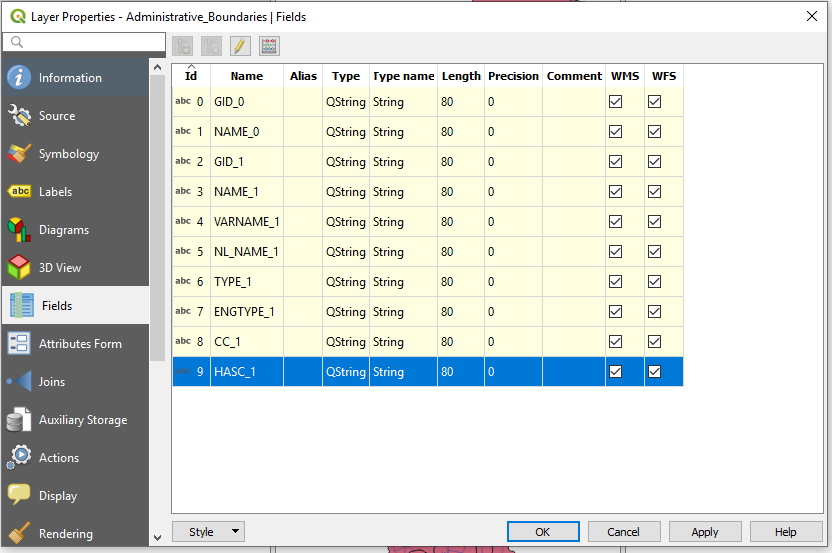 Layer Properties - Administrative_Boundaries | Fields
Information
Source
Symbology
abc Labels
Diagrams
3D View
Fields
Attributes Form
Joins
Auxiliary Storage
Actions
Display
Rendering
Id Name Alias Type Type name Length Precision Comment WMS WFS
abc 0 GID_0 QString String 80 0
abc 1 NAME_0 QString String 80 0
abc 2 GID_1 QString String 80 0
abc 3 NAME_1 QString String 80 0
abc 4 VARNAME_1 QString String 80 0
abc 5 NL_NAME_1 QString String 80 0
abc 6 TYPE_1 QString String 80 0
abc 7 ENGTYPE_1 QString String 80 0
abc 8 CC_1 QString String 80 0
abc 9 HASC_1 QString String 80 0
Style OK Cancel Apply Help